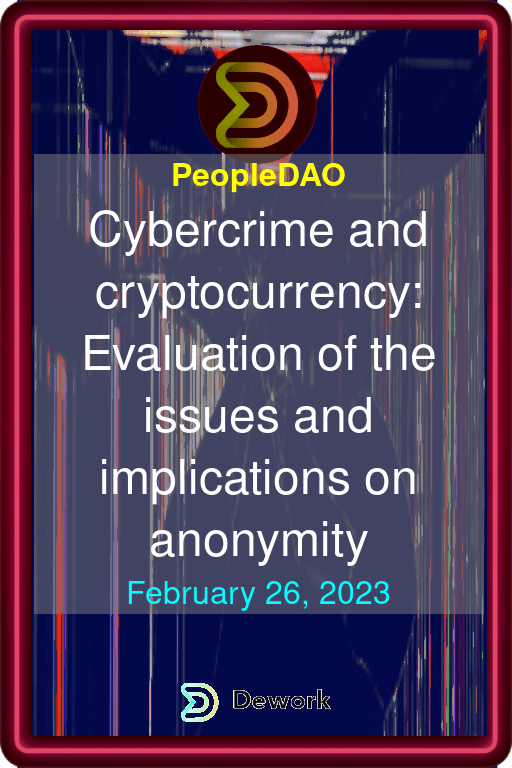 PeopleDAO
Cybercrime and
cryptocurrency:
Evaluation of the
issues and
implications on
anonymity
February 26, 2023
Dework